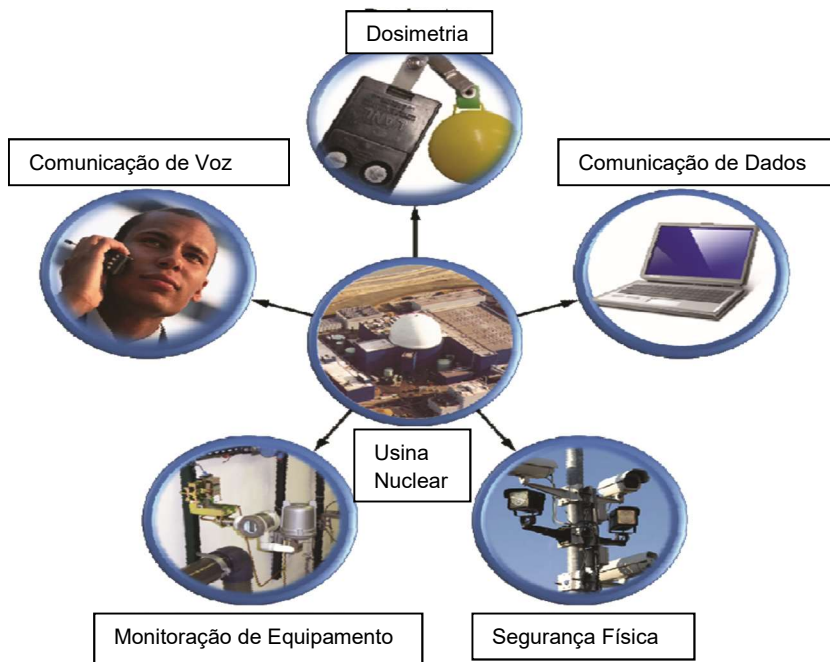 Dosimetria
Comunicação de Voz
Comunicação de Dados
Usina
Nuclear
Monitoração de Equipamento
Segurança Física